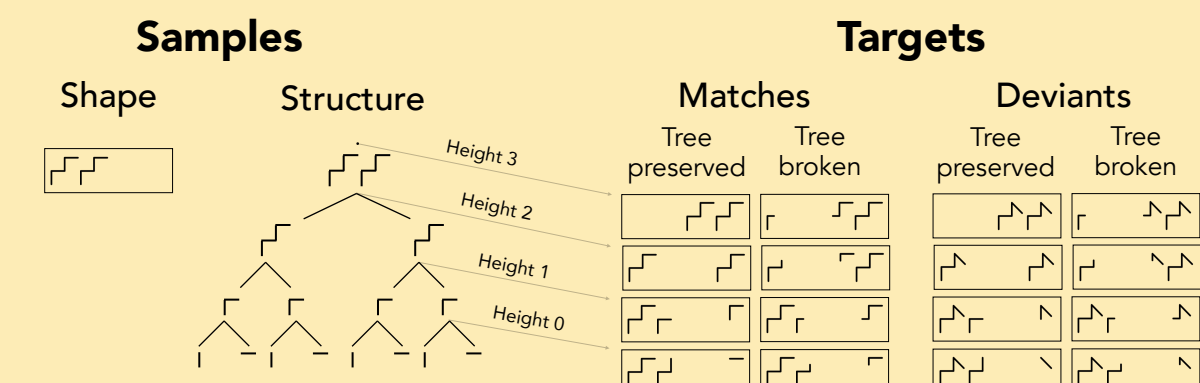 Samples
Targets
Shape
Structure
Matches
Deviants
Tree
preserved
Tree
broken
Tree
preserved
Tree
broken
Height 3
Height 2
Height 1
Height 0